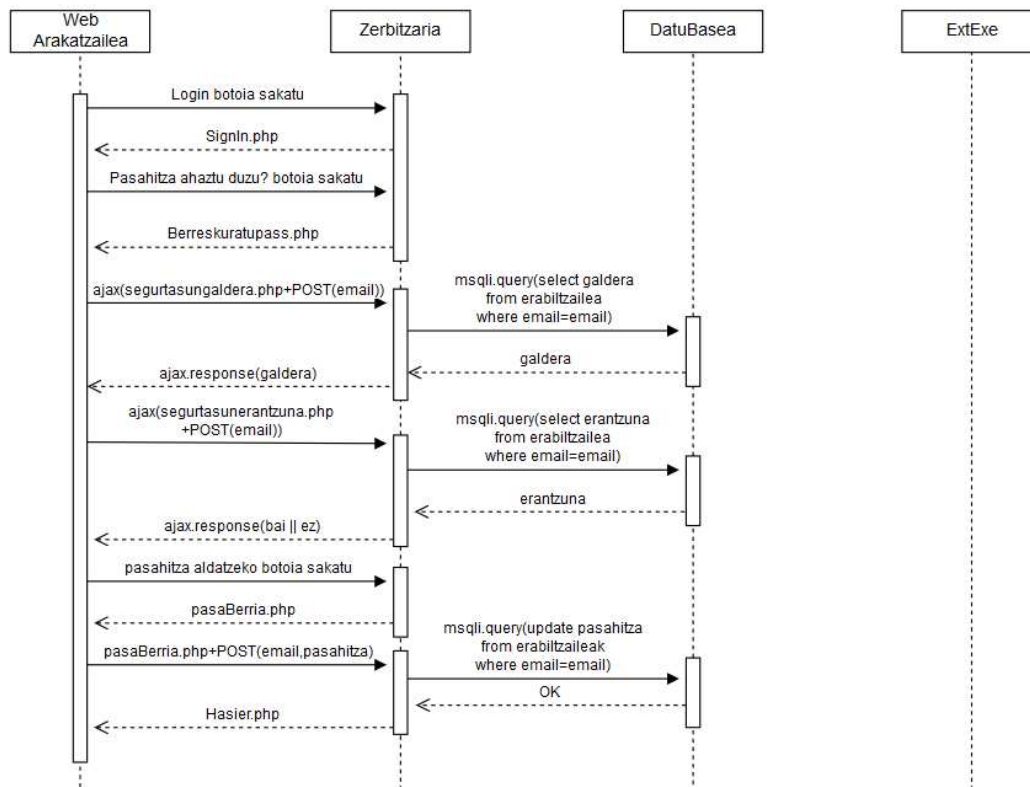 Web
Arakatzailea
Zerbitzaria
DatuBasea
ExtExe
Login botoia sakatu
SignIn.php
Pasahitza ahaztu duzu? botoia sakatu
Berreskuratupass.php
ajax(segurtasungaldera.php+POST(email))
msqli.query(select galdera
from erabiltzailea
where email=email)
galdera
ajax.response(galdera)
ajax(segurtasunerantzuna.php
+POST(email))
msqli.query(select erantzuna
from erabiltzailea
where email=email)
erantzuna
ajax.response(bai || ez)
pasahitza aldatzeko botoia sakatu
pasaBerria.php
pasaBerria.php+POST(email,pasahitza)
msqli.query(update pasahitza
from erabiltzaileak
where email=email)
OK
Hasier.php